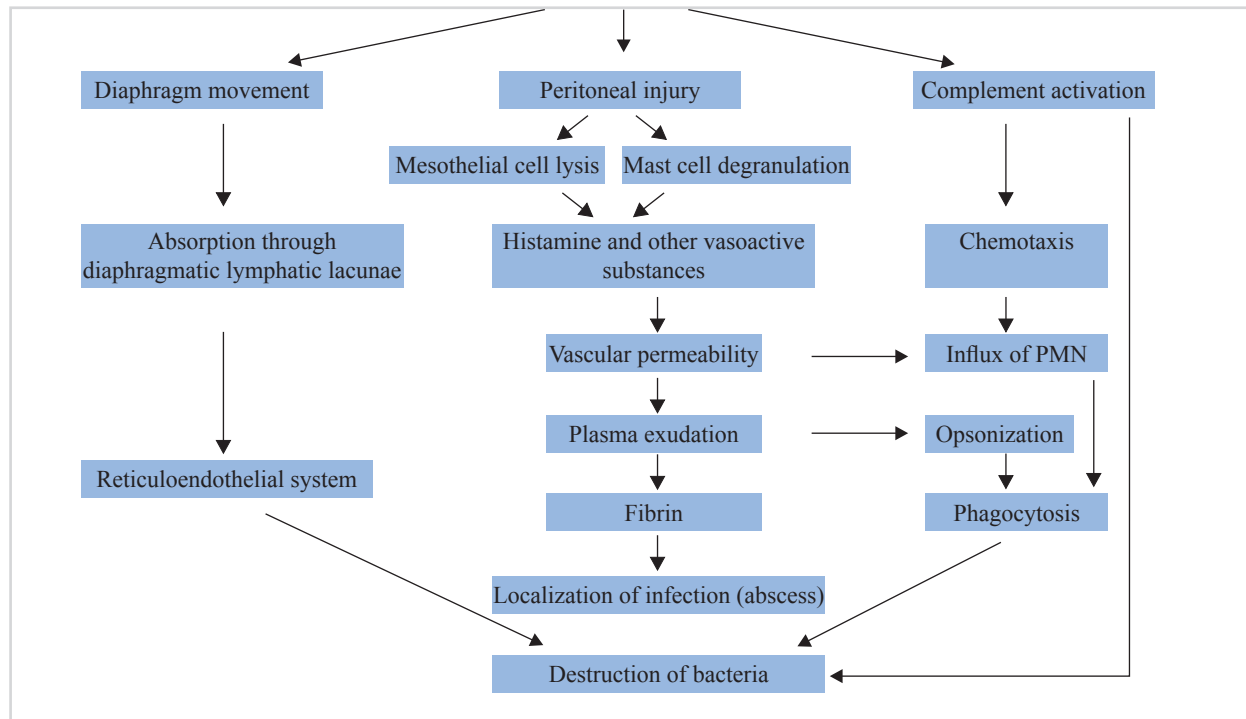 Diaphragm movement
Peritoneal injury
Complement activation
Mesothelial cell lysis
Mast cell degranulation
Absorption through
diaphragmatic lymphatic lacunae
Histamine and other vasoactive
substances
Chemotaxis
Vascular permeability
Influx of PMN
Plasma exudation
Opsonization
Reticuloendothelial system
Fibrin
Phagocytosis
Localization of infection (abscess)
Destruction of bacteria